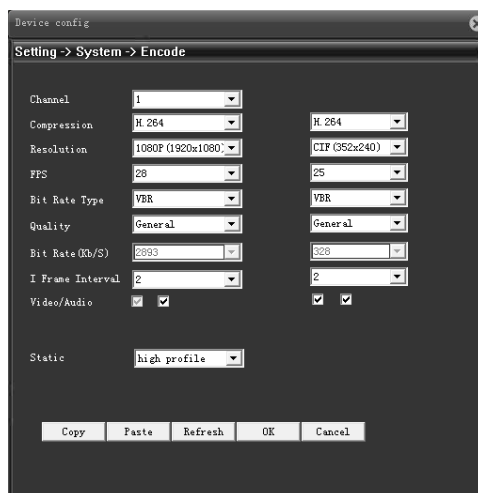 Device config
Setting -> System -> Encode
Channel 1
Compression H.264 H.264
Resolution 1080P(1920x1080) CIF(352x240)
FPS 28 25
Bit Rate Type VBR VBR
Quality General General
Bit Rate(Kb/S) 2893 328
I Frame Interval 2 2
Video/Audio
Static high profile
Copy Paste Refresh OK Cancel